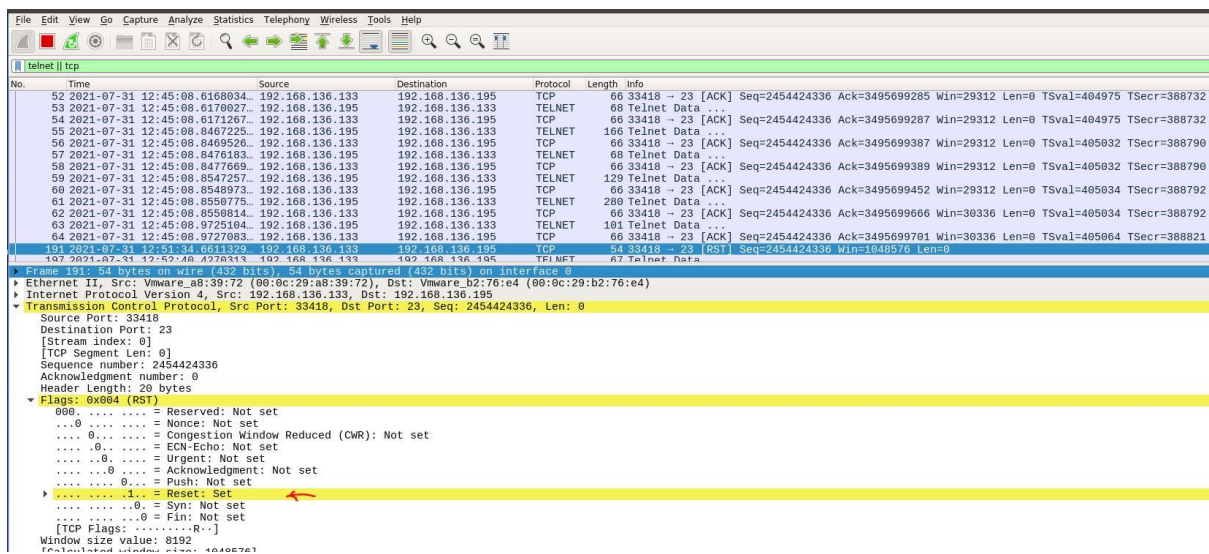 File Edit View Go Capture Analyze Statistics Telephony Wireless Tools Help
telnet || tcp
No. Time Source Destination Protocol Length Info
52 2021-07-31 12:45:08.6168034… 192.168.136.133 192.168.136.195 TCP 66 33418 → 23 [ACK] Seq=2454424336 Ack=3495699285 Win=29312 Len=0 TSval=404975 TSecr=388732
53 2021-07-31 12:45:08.6170027… 192.168.136.195 192.168.136.133 TELNET 68 Telnet Data ...
54 2021-07-31 12:45:08.6171267… 192.168.136.133 192.168.136.195 TCP 66 33418 → 23 [ACK] Seq=2454424336 Ack=3495699287 Win=29312 Len=0 TSval=404975 TSecr=388732
55 2021-07-31 12:45:08.8467225… 192.168.136.195 192.168.136.133 TELNET 166 Telnet Data ...
56 2021-07-31 12:45:08.8469526… 192.168.136.133 192.168.136.195 TCP 66 33418 → 23 [ACK] Seq=2454424336 Ack=3495699387 Win=29312 Len=0 TSval=405032 TSecr=388790
57 2021-07-31 12:45:08.8476183… 192.168.136.195 192.168.136.133 TELNET 68 Telnet Data ...
58 2021-07-31 12:45:08.8477669… 192.168.136.133 192.168.136.195 TCP 66 33418 → 23 [ACK] Seq=2454424336 Ack=3495699389 Win=29312 Len=0 TSval=405032 TSecr=388790
59 2021-07-31 12:45:08.8547257… 192.168.136.195 192.168.136.133 TELNET 129 Telnet Data ...
60 2021-07-31 12:45:08.8548973… 192.168.136.133 192.168.136.195 TCP 66 33418 → 23 [ACK] Seq=2454424336 Ack=3495699452 Win=29312 Len=0 TSval=405034 TSecr=388792
61 2021-07-31 12:45:08.8550775… 192.168.136.195 192.168.136.133 TELNET 280 Telnet Data ...
62 2021-07-31 12:45:08.8550814… 192.168.136.133 192.168.136.195 TCP 66 33418 → 23 [ACK] Seq=2454424336 Ack=3495699666 Win=30336 Len=0 TSval=405034 TSecr=388792
63 2021-07-31 12:45:08.9725104… 192.168.136.195 192.168.136.133 TELNET 101 Telnet Data ...
64 2021-07-31 12:45:08.9727083… 192.168.136.133 192.168.136.195 TCP 66 33418 → 23 [ACK] Seq=2454424336 Ack=3495699701 Win=30336 Len=0 TSval=405064 TSecr=388821
191 2021-07-31 12:51:34.6611329… 192.168.136.133 192.168.136.195 TCP 54 33418 → 23 [RST] Seq=2454424336 Win=1048576 Len=0
197 2021-07-31 12:52:40.4270313… 192.168.136.133 192.168.136.195 TELNET 67 Telnet Data
Frame 191: 54 bytes on wire (432 bits), 54 bytes captured (432 bits) on interface 0
Ethernet II, Src: Vmware_a8:39:72 (00:0c:29:a8:39:72), Dst: Vmware_b2:76:e4 (00:0c:29:b2:76:e4)
Internet Protocol Version 4, Src: 192.168.136.133, Dst: 192.168.136.195
Transmission Control Protocol, Src Port: 33418, Dst Port: 23, Seq: 2454424336, Len: 0
Source Port: 33418
Destination Port: 23
[Stream index: 0]
[TCP Segment Len: 0]
Sequence number: 2454424336
Acknowledgment number: 0
Header Length: 20 bytes
Flags: 0x004 (RST)
000. .... .... = Reserved: Not set
...0 .... .... = Nonce: Not set
.... 0... .... = Congestion Window Reduced (CWR): Not set
.... .0.. .... = ECN-Echo: Not set
.... ..0. .... = Urgent: Not set
.... ...0 .... = Acknowledgment: Not set
.... .... 0... = Push: Not set
.... .... .1.. = Reset: Set
.... .... ..0. = Syn: Not set
.... .... ...0 = Fin: Not set
[TCP Flags: ·········R··]
Window size value: 8192
[Calculated window size: 1048576]